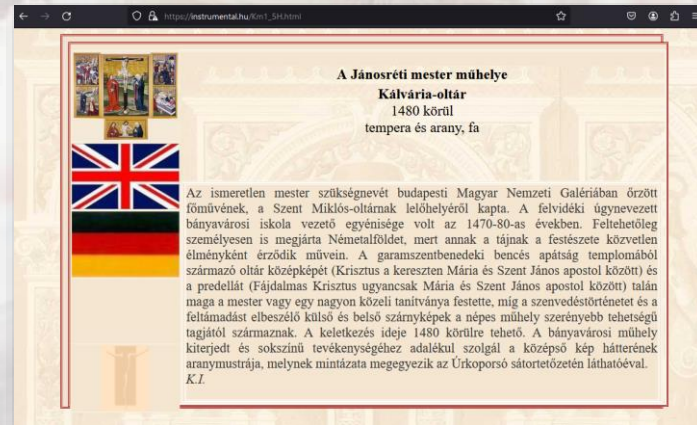 https://instrumental.hu/Km1_5H.html
A Jánosréti mester műhelye
Kálvária-oltár
1480 körül
tempera és arany, fa
Az ismeretlen mester szükségnevét budapesti Magyar Nemzeti Galériában őrzött
főművének, a Szent Miklós-oltárnak lelőhelyéről kapta. A felvidéki úgynevezett
bányavárosi iskola vezető egyénisége volt az 1470-80-as években. Feltehetőleg
személyesen is megjárta Németalföldet, mert annak a tájnak a festészete közvetlen
élményként érződik művein. A garamszentbenedeki bencés apátság templomából
származó oltár középképét (Krisztus a kereszten Mária és Szent János apostol között) és
a predellát (Fájdalmas Krisztus ugyancsak Mária és Szent János apostol között) talán
maga a mester vagy egy nagyon közeli tanítványa festette, míg a szenvedéstörténetet és a
feltámadást elbeszélő külső és belső szárnyképek a népes műhely szerényebb tehetségű
tagjától származnak. A keletkezés ideje 1480 körülre tehető. A bányavárosi műhely
kiterjedt és sokszínű tevékenységéhez adalékul szolgál a középső kép hátterének
aranymustrája, melynek mintázata megegyezik az Úrkoporsó sátortetőzetén láthatóéval.
K.I.